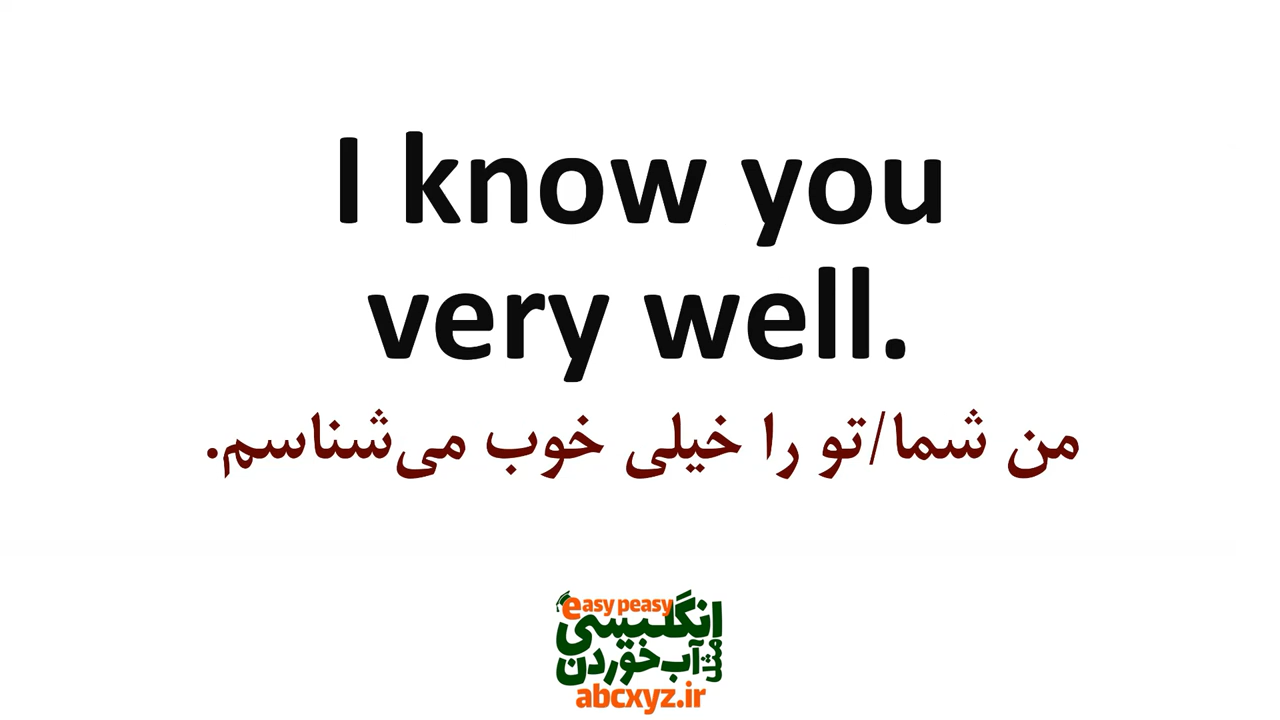 I know you
very well.
من شما/تو را خیلی خوب می‌شناسم.
easy peasy
انگلیسی
مثل آب خوردن
abcxyz.ir